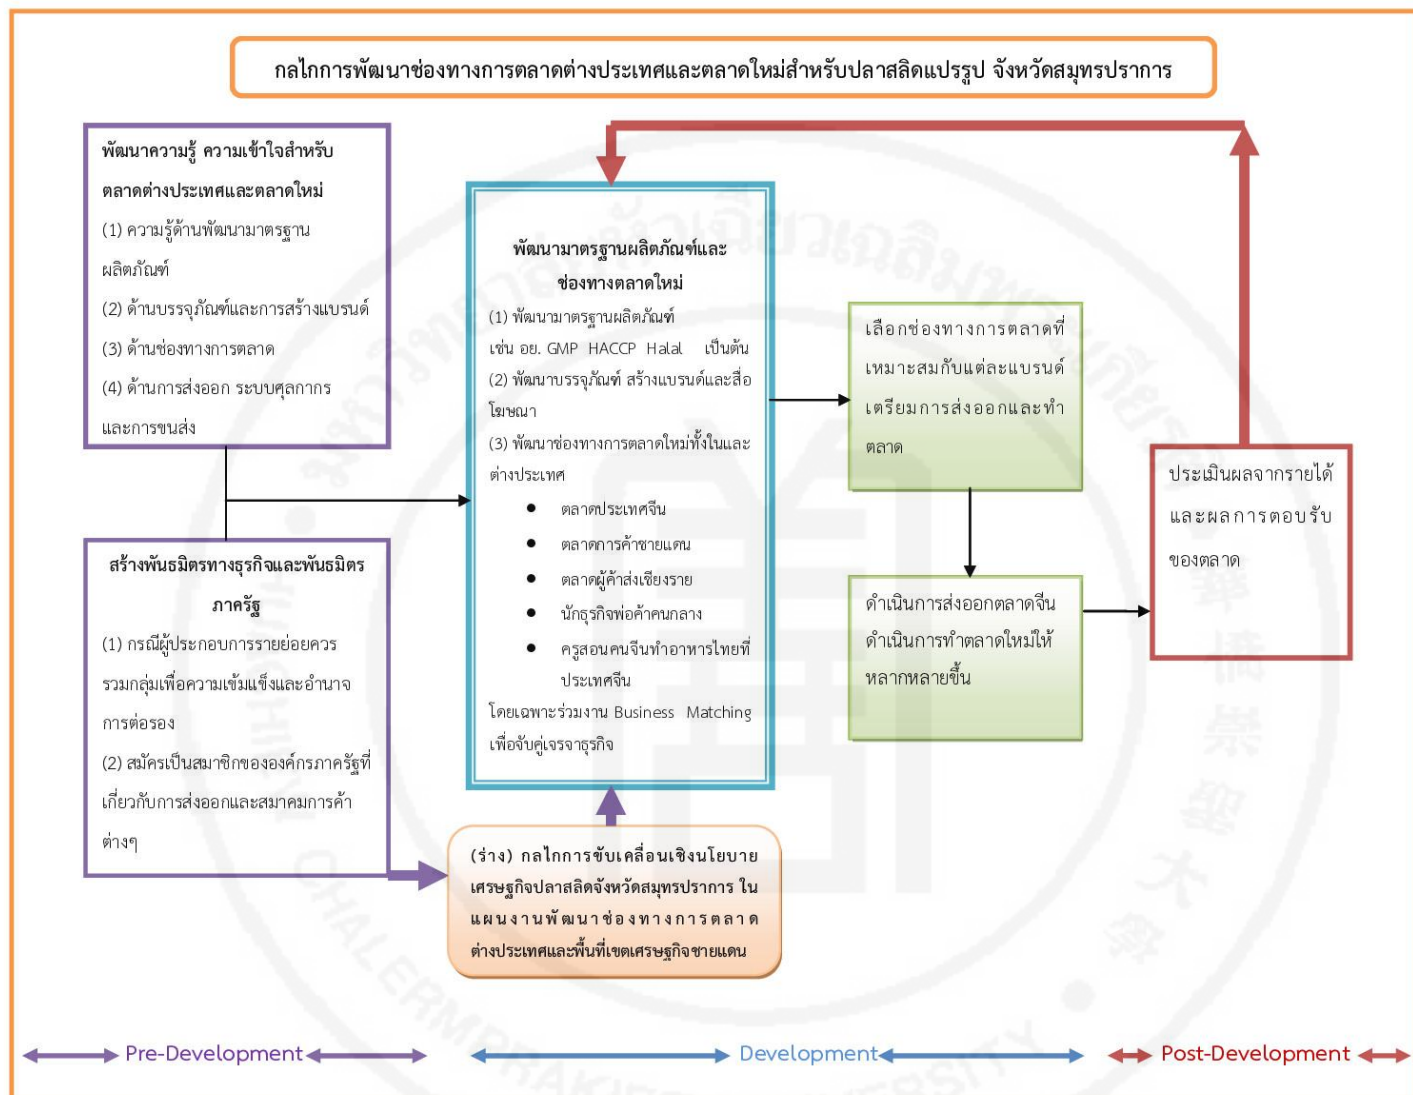 กลไกการพัฒนาช่องทางการตลาดต่างประเทศและตลาดใหม่สำหรับปลาสลิดแปรรูป จังหวัดสมุทรปราการ
พัฒนาความรู้ ความเข้าใจสำหรับ
ตลาดต่างประเทศและตลาดใหม่
(1) ความรู้ด้านพัฒนามาตรฐาน
ผลิตภัณฑ์
(2) ด้านบรรจุภัณฑ์และการสร้างแบรนด์
(3) ด้านช่องทางการตลาด
(4) ด้านการส่งออก ระบบศุลกากร
และการขนส่ง
สร้างพันธมิตรทางธุรกิจและพันธมิตร
ภาครัฐ
(1) กรณีผู้ประกอบการรายย่อยควร
รวมกลุ่มเพื่อความเข้มแข็งและอำนาจ
การต่อรอง
(2) สมัครเป็นสมาชิกขององค์กรภาครัฐที่
เกี่ยวกับการส่งออกและสมาคมการค้า
ต่างๆ
พัฒนามาตรฐานผลิตภัณฑ์และ
ช่องทางตลาดใหม่
(1) พัฒนามาตรฐานผลิตภัณฑ์
เช่น อย. GMP HACCP Halal เป็นต้น
(2) พัฒนาบรรจุภัณฑ์ สร้างแบรนด์และสื่อ
โฆษณา
(3) พัฒนาช่องทางการตลาดใหม่ทั้งในและ
ต่างประเทศ
● ตลาดประเทศจีน
● ตลาดการค้าชายแดน
● ตลาดผู้ค้าส่งเชียงราย
● นักธุรกิจพ่อค้าคนกลาง
● ครูสอนคนจีนทำอาหารไทยที่
ประเทศจีน
โดยเฉพาะร่วมงาน Business Matching
เพื่อจับคู่เจรจาธุรกิจ
(ร่าง) กลไกการขับเคลื่อนเชิงนโยบาย
เศรษฐกิจปลาสลิดจังหวัดสมุทรปราการ ใน
แผนงานพัฒนาช่องทางการตลาด
ต่างประเทศและพื้นที่เขตเศรษฐกิจชายแดน
เลือกช่องทางการตลาดที่
เหมาะสมกับแต่ละแบรนด์
เตรียมการส่งออกและทำ
ตลาด
ดำเนินการส่งออกตลาดจีน
ดำเนินการทำตลาดใหม่ให้
หลากหลายขึ้น
ประเมินผลจากรายได้
และผลการตอบรับ
ของตลาด
Pre-Development
Development
Post-Development
มหาวิทยาลัยหัวเฉียวเฉลิมพระเกียรติ
華僑崇聖大學